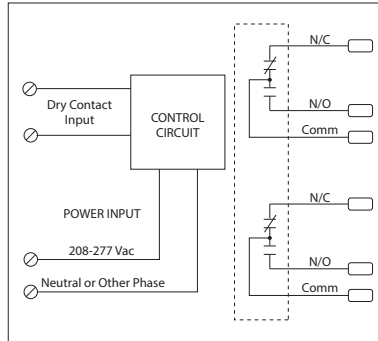 N/C
Dry Contact
Input
CONTROL
CIRCUIT
N/O
Comm
POWER INPUT
N/C
208-277 Vac
N/O
Neutral or Other Phase
Comm